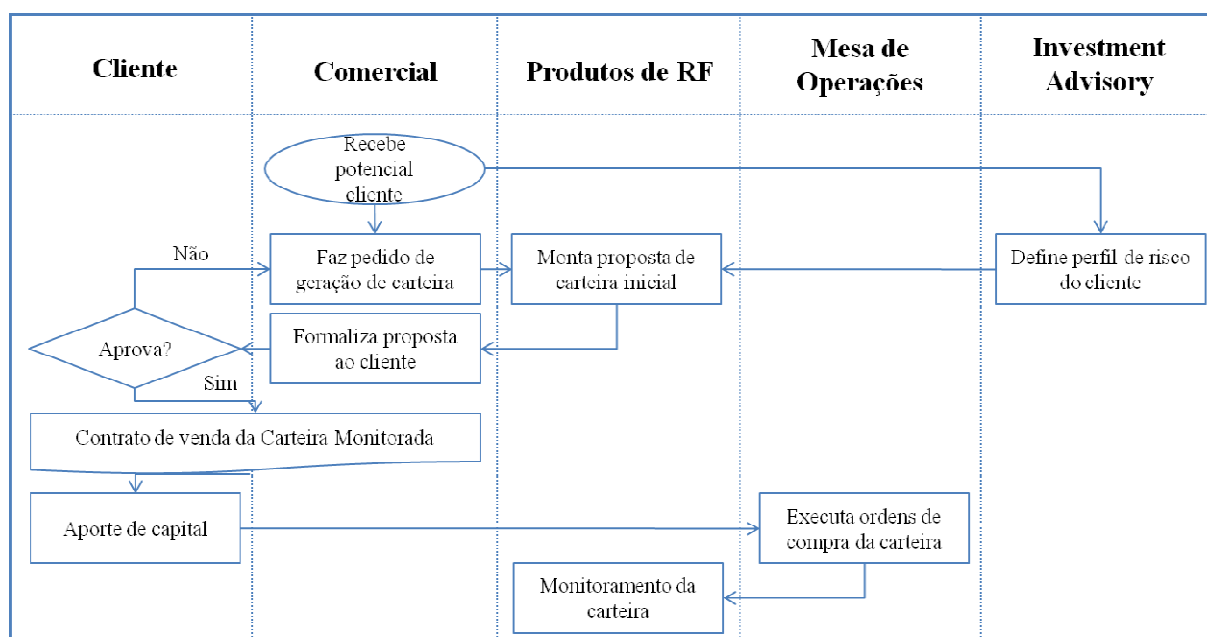 Cliente
Comercial
Produtos de RF
Mesa de
Operações
Investment
Advisory
Recebe
potencial
cliente
Não
Faz pedido de
geração de carteira
Monta proposta de
carteira inicial
Define perfil de risco
do cliente
Aprova?
Formaliza proposta
ao cliente
Sim
Contrato de venda da Carteira Monitorada
Aporte de capital
Executa ordens de
compra da carteira
Monitoramento da
carteira